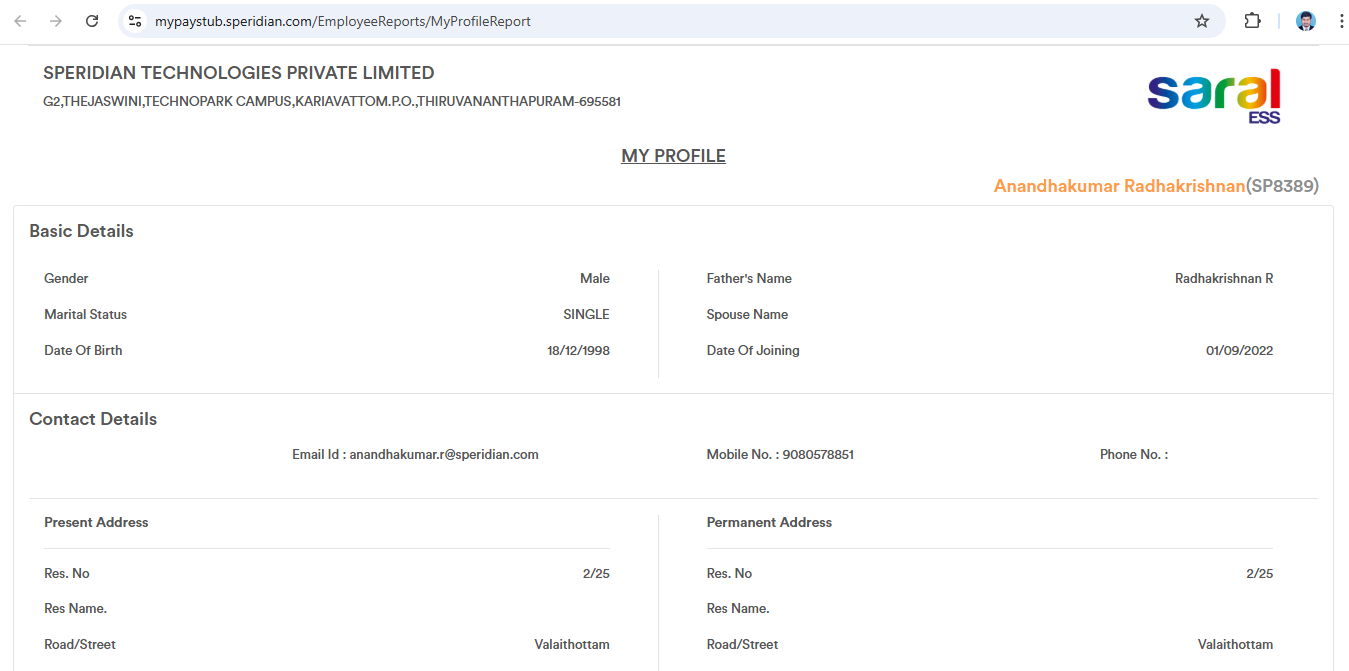 mypaystub.speridian.com/EmployeeReports/MyProfileReport
SPERIDIAN TECHNOLOGIES PRIVATE LIMITED
G2,THEJASWINI,TECHNOPARK CAMPUS,KARIAVATTOM.P.O.,THIRUVANANTHAPURAM-695581
saral
ESS
MY PROFILE
Anandhakumar Radhakrishnan(SP8389)
Basic Details
Gender Male Father's Name Radhakrishnan R
Marital Status SINGLE Spouse Name
Date Of Birth 18/12/1998 Date Of Joining 01/09/2022
Contact Details
Email Id : anandhakumar.r@speridian.com Mobile No. : 9080578851 Phone No. :
Present Address Permanent Address
Res. No 2/25 Res. No 2/25
Res Name. Res Name.
Road/Street Valaithottam Road/Street Valaithottam